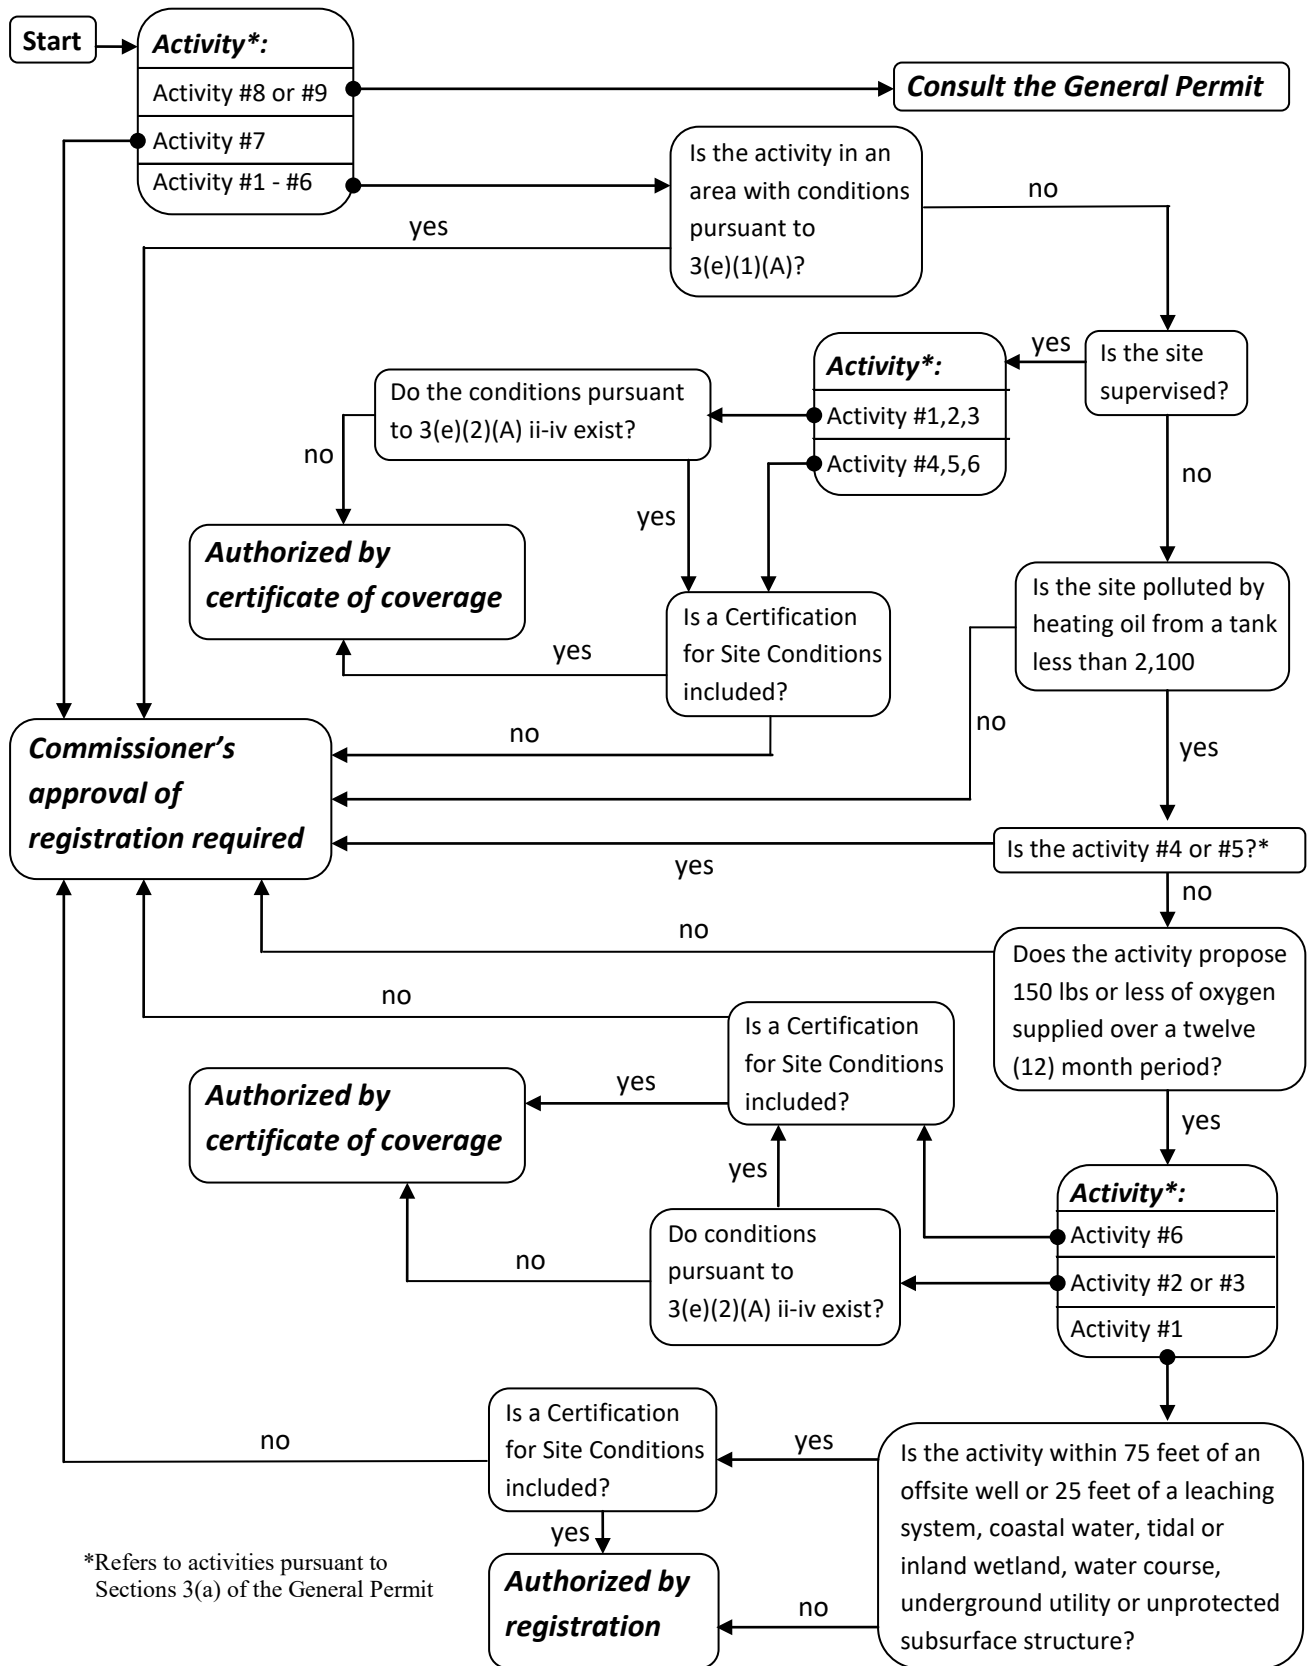 Start
Activity*:
Activity #8 or #9
Activity #7
Activity #1 - #6
Consult the General Permit
Is the activity in an
area with conditions
pursuant to
3(e)(1)(A)?
no
yes
Is the site
supervised?
yes
no
Activity*:
Activity #1,2,3
Activity #4,5,6
Do the conditions pursuant
to 3(e)(2)(A) ii-iv exist?
no
yes
Authorized by
certificate of coverage
Is a Certification
for Site Conditions
included?
yes
no
Is the site polluted by
heating oil from a tank
less than 2,100
no
yes
Commissioner’s
approval of
registration required
Is the activity #4 or #5?*
yes
no
Does the activity propose
150 lbs or less of oxygen
supplied over a twelve
(12) month period?
no
yes
Is a Certification
for Site Conditions
included?
no
yes
Authorized by
certificate of coverage
Activity*:
Activity #6
Activity #2 or #3
Activity #1
Do conditions
pursuant to
3(e)(2)(A) ii-iv exist?
yes
no
Is the activity within 75 feet of an
offsite well or 25 feet of a leaching
system, coastal water, tidal or
inland wetland, water course,
underground utility or unprotected
subsurface structure?
yes
no
Is a Certification
for Site Conditions
included?
no
yes
Authorized by
registration
*Refers to activities pursuant to
Sections 3(a) of the General Permit